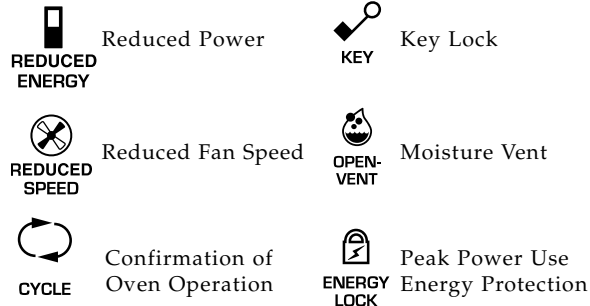 REDUCED
ENERGY
Reduced Power
KEY
Key Lock
REDUCED
SPEED
Reduced Fan Speed
OPEN-
VENT
Moisture Vent
CYCLE
Confirmation of
Oven Operation
ENERGY
LOCK
Peak Power Use
Energy Protection